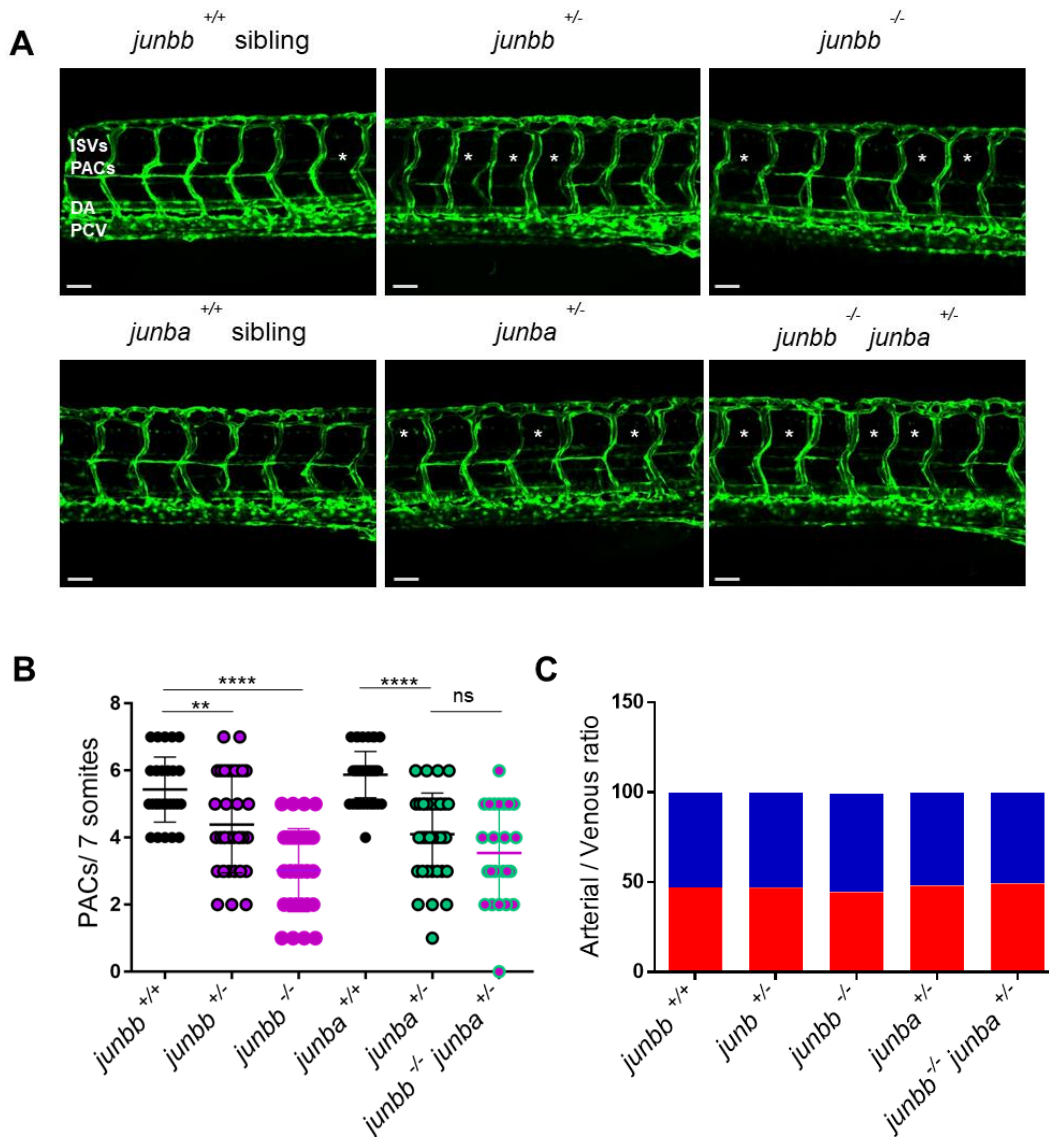 A
junbb +/+ sibling
junbb +/-
junbb -/-
ISVs
PACs
DA
PCV
*
* * *
* * *
junba +/+ sibling
junba +/-
junbb -/- junba +/-
* * *
* * * *
B
PACs/ 7 somites
8
6
4
2
0
****
**
****
ns
junbb +/+
junbb +/-
junbb -/-
junba +/+
junba +/-
junbb -/- junba +/-
C
Arterial / Venous ratio
150
100
50
0
junbb +/+
junb +/-
junbb -/-
junba +/-
junbb -/- junba +/-